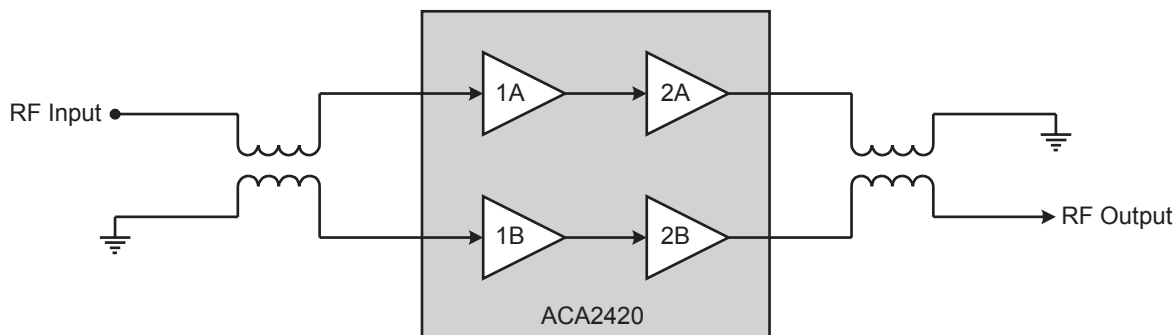 RF Input
1A
2A
1B
2B
RF Output
ACA2420